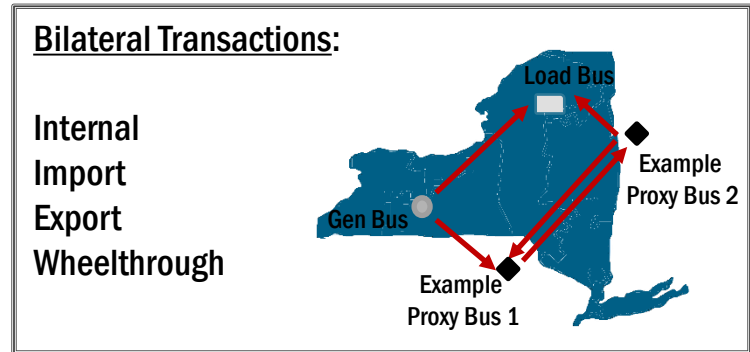 Bilateral Transactions:
Internal
Import
Export
Wheelthrough
Load Bus
Example
Proxy Bus 2
Gen Bus
Example
Proxy Bus 1